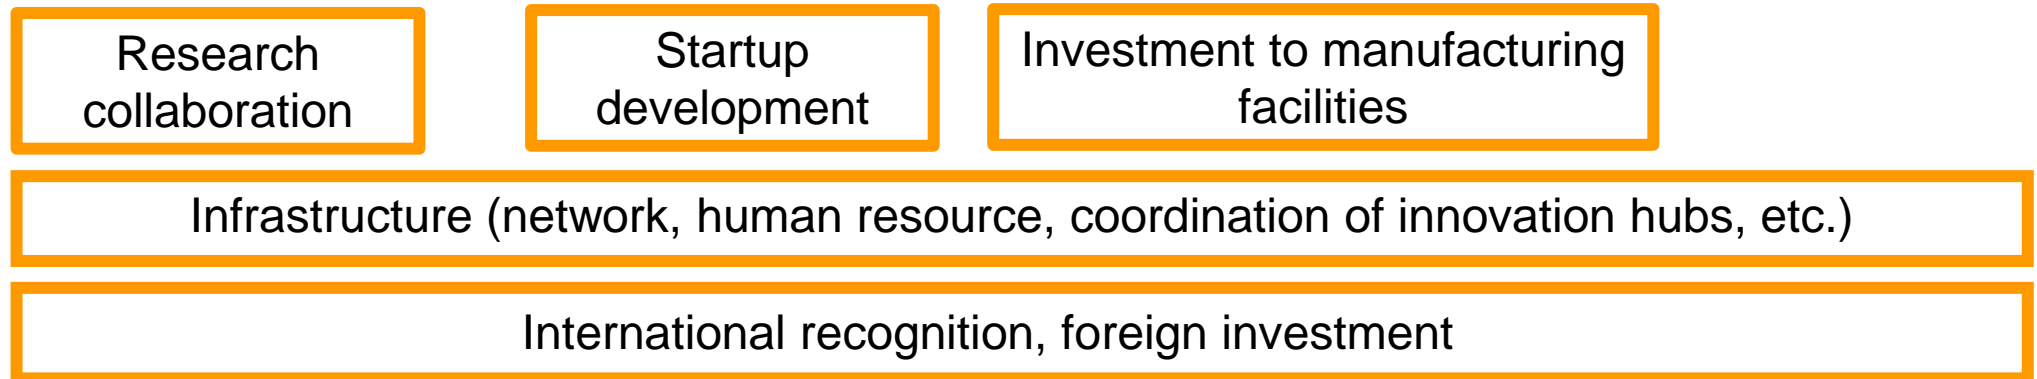 Research
collaboration
Startup
development
Investment to manufacturing
facilities
Infrastructure (network, human resource, coordination of innovation hubs, etc.)
International recognition, foreign investment